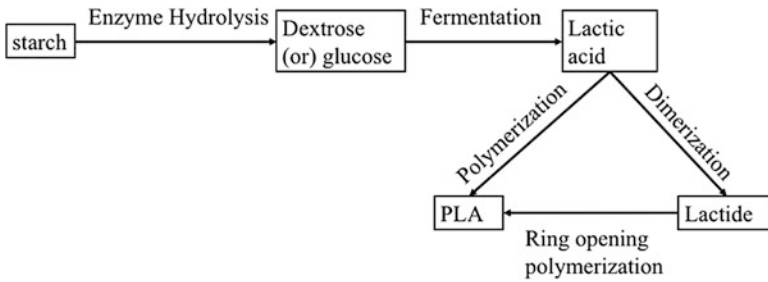 Enzyme Hydrolysis
Fermentation
starch
Dextrose
(or) glucose
Lactic
acid
Polymerization
Dimerization
PLA
Lactide
Ring opening
polymerization